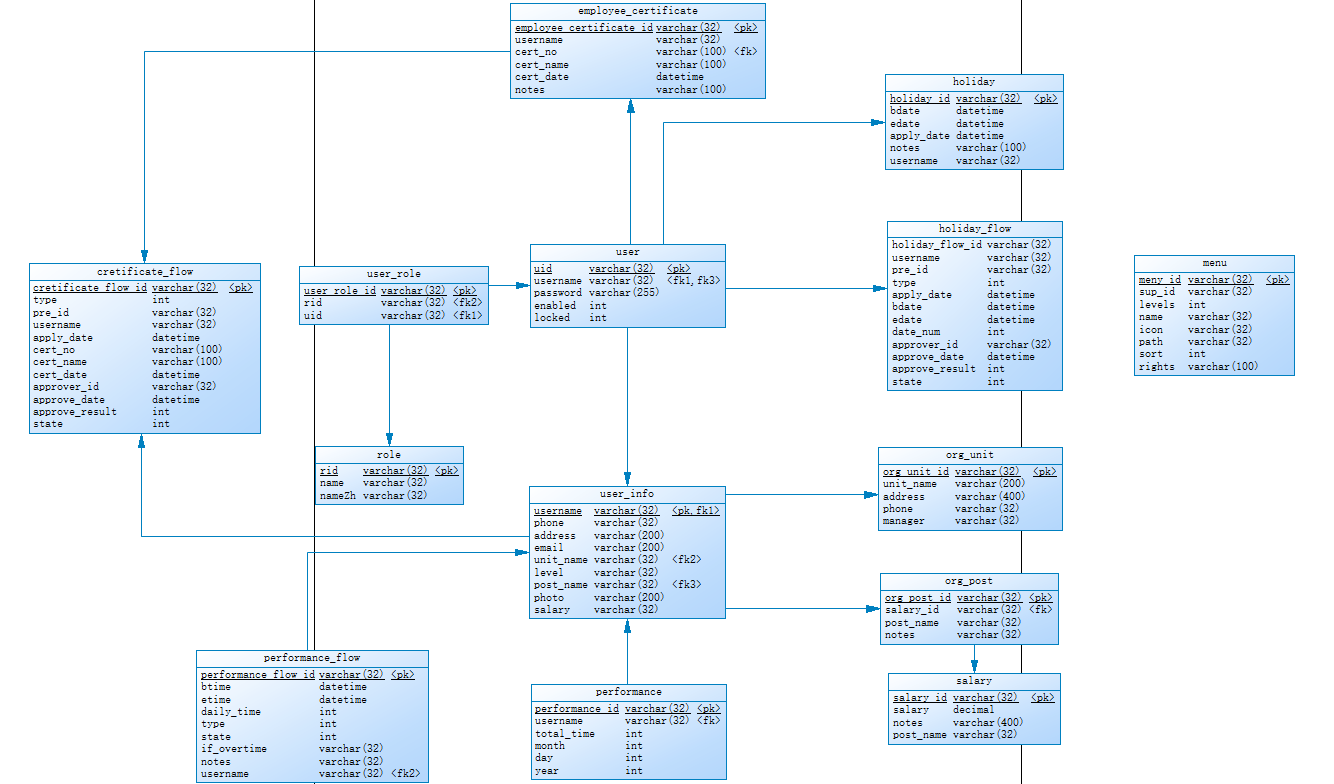 employee_certificate
employee_certificate_id varchar(32) <pk>
username varchar(32)
cert_no varchar(100) <fk>
cert_name varchar(100)
cert_date datetime
notes varchar(100)
holiday
holiday_id varchar(32) <pk>
bdate datetime
edate datetime
apply_date datetime
notes varchar(100)
username varchar(32)
holiday_flow
holiday_flow_id varchar(32)
username varchar(32)
pre_id varchar(32)
type int
apply_date datetime
bdate datetime
edate datetime
date_num int
approver_id varchar(32)
approve_date datetime
approve_result int
state int
user
uid varchar(32) <pk>
username varchar(32) <fk1,fk3>
password varchar(255)
enabled int
locked int
menu
meny_id varchar(32) <pk>
sup_id varchar(32)
levels int
name varchar(32)
icon varchar(32)
path varchar(32)
sort int
rights varchar(100)
cretificate_flow
cretificate_flow_id varchar(32) <pk>
type int
pre_id varchar(32)
username varchar(32)
apply_date datetime
cert_no varchar(100)
cert_name varchar(100)
cert_date datetime
approver_id varchar(32)
approve_date datetime
approve_result int
state int
user_role
user_role_id varchar(32) <pk>
rid varchar(32) <fk2>
uid varchar(32) <fk1>
role
rid varchar(32) <pk>
name varchar(32)
nameZh varchar(32)
org_unit
org_unit_id varchar(32) <pk>
unit_name varchar(200)
address varchar(400)
phone varchar(32)
manager varchar(32)
user_info
username varchar(32) <pk,fk1>
phone varchar(32)
address varchar(200)
email varchar(200)
unit_name varchar(32) <fk2>
level varchar(32)
post_name varchar(32) <fk3>
photo varchar(200)
salary varchar(32)
org_post
org_post_id varchar(32) <pk>
salary_id varchar(32) <fk>
post_name varchar(32)
notes varchar(32)
performance_flow
performance_flow_id varchar(32) <pk>
btime datetime
etime datetime
daily_time int
type int
state int
if_overtime varchar(32)
notes varchar(32)
username varchar(32) <fk2>
performance
performance_id varchar(32) <pk>
username varchar(32) <fk>
total_time int
month int
day int
year int
salary
salary_id varchar(32) <pk>
salary decimal
notes varchar(400)
post_name varchar(32)